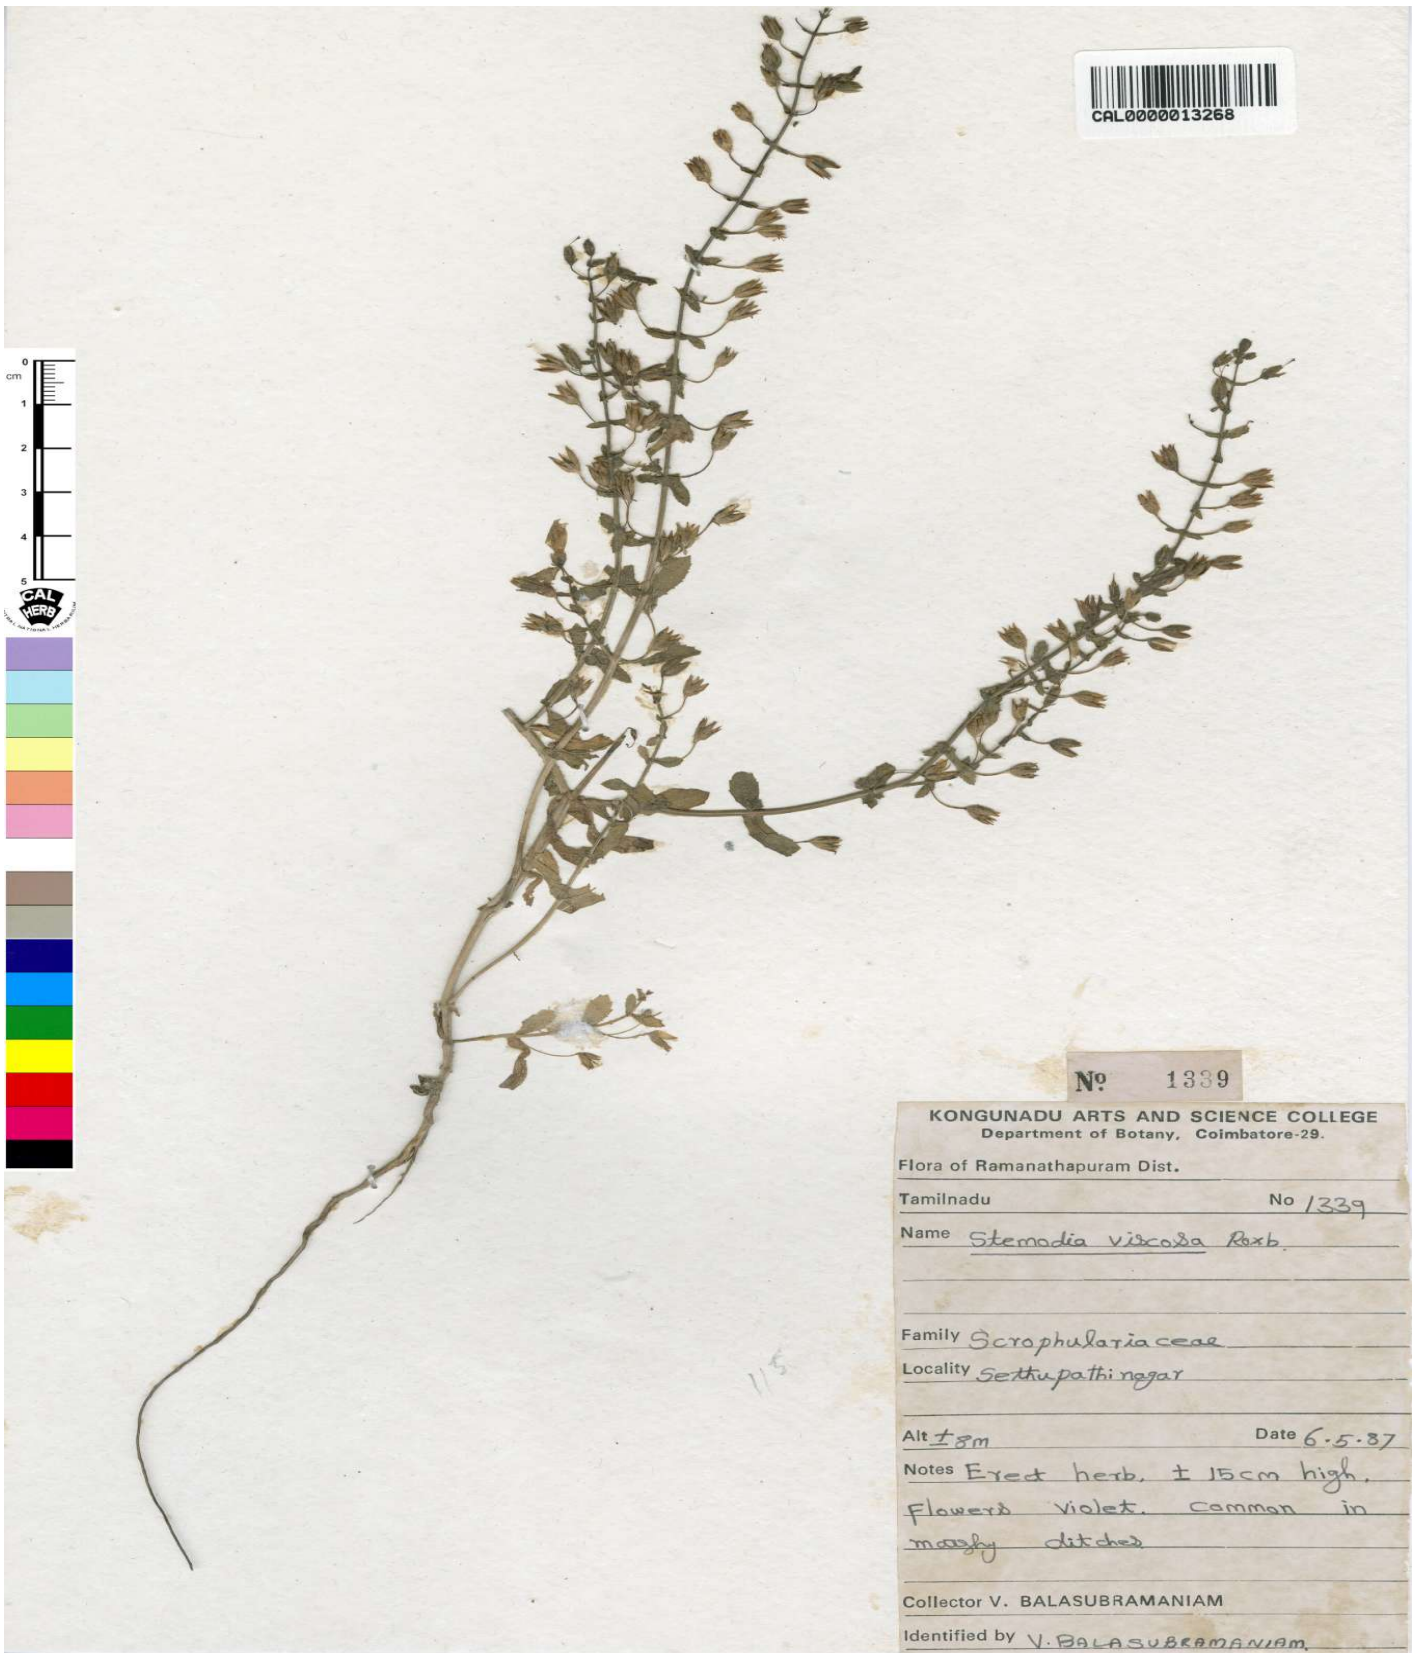 CAL0000013268
0
cm
1
2
3
4
5
CAL
HERB
115
No 1339
KONGUNADU ARTS AND SCIENCE COLLEGE
Department of Botany, Coimbatore-29.
Flora of Ramanathapuram Dist.
Tamilnadu No 1339
Name Stemodia viscosa Roxb.
Family Scrophulariaceae
Locality Sethupathinagar
Alt ± 8m Date 6.5.87
Notes Erect herb, ± 15cm high.
Flowers violet. Common in
marshy ditches
Collector V. BALASUBRAMANIAM
Identified by V. BALASUBRAMANIAM.